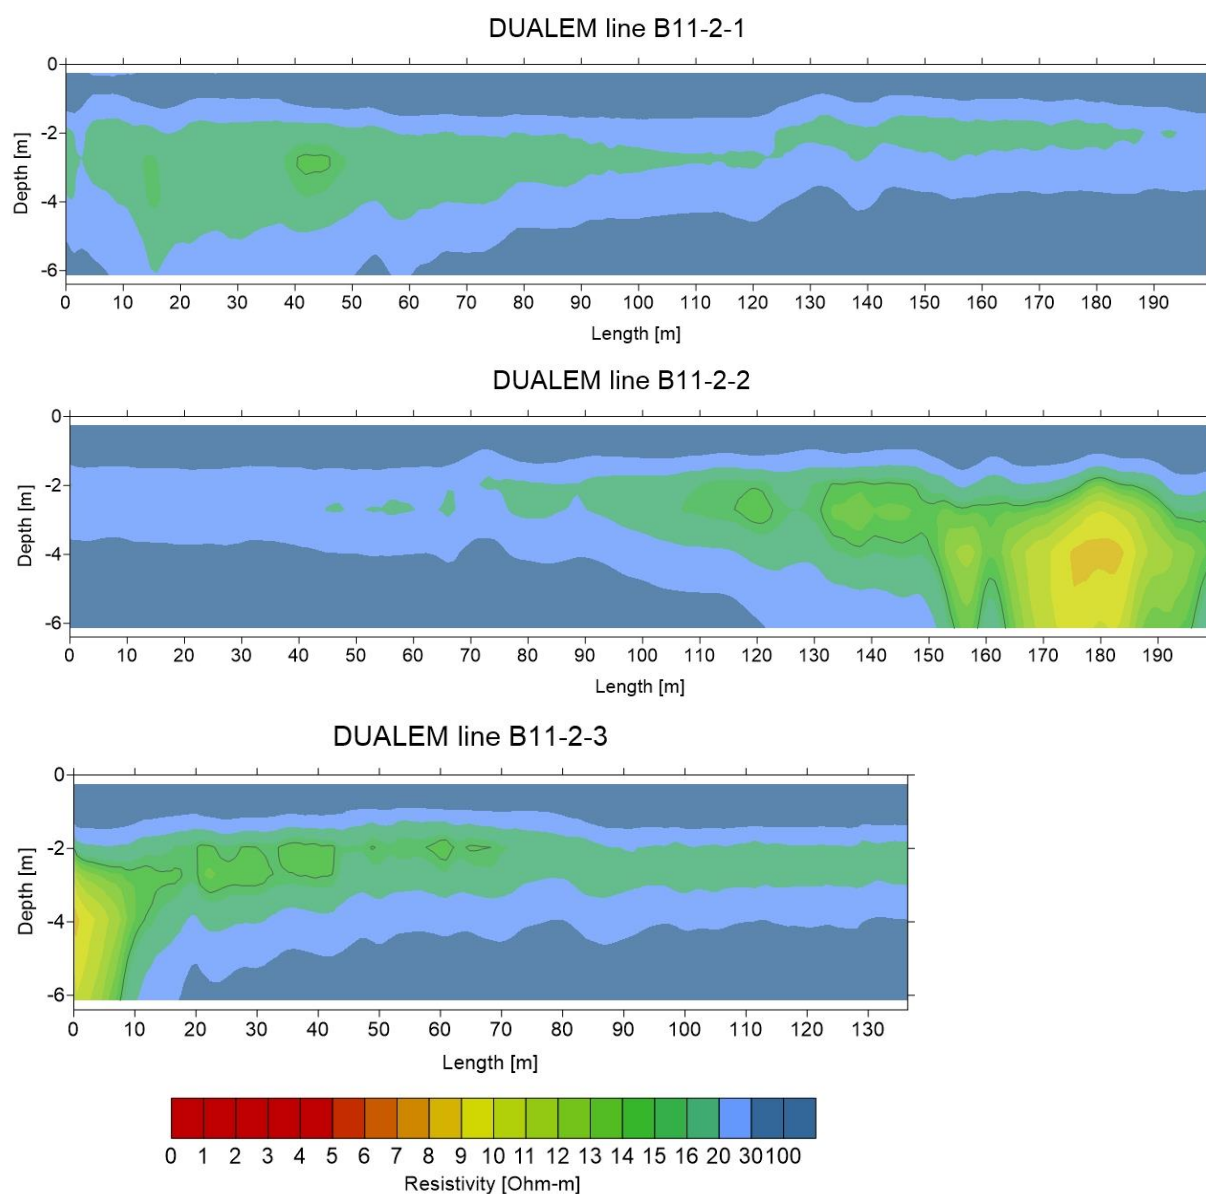 DUALEM line B11-2-1
0
-2
-4
-6
Depth [m]
0 10 20 30 40 50 60 70 80 90 100 110 120 130 140 150 160 170 180 190
Length [m]
DUALEM line B11-2-2
0
-2
-4
-6
Depth [m]
0 10 20 30 40 50 60 70 80 90 100 110 120 130 140 150 160 170 180 190
Length [m]
DUALEM line B11-2-3
0
-2
-4
-6
Depth [m]
0 10 20 30 40 50 60 70 80 90 100 110 120 130
Length [m]
0 1 2 3 4 5 6 7 8 9 10 11 12 13 14 15 16 20 30 100
Resistivity [Ohm-m]